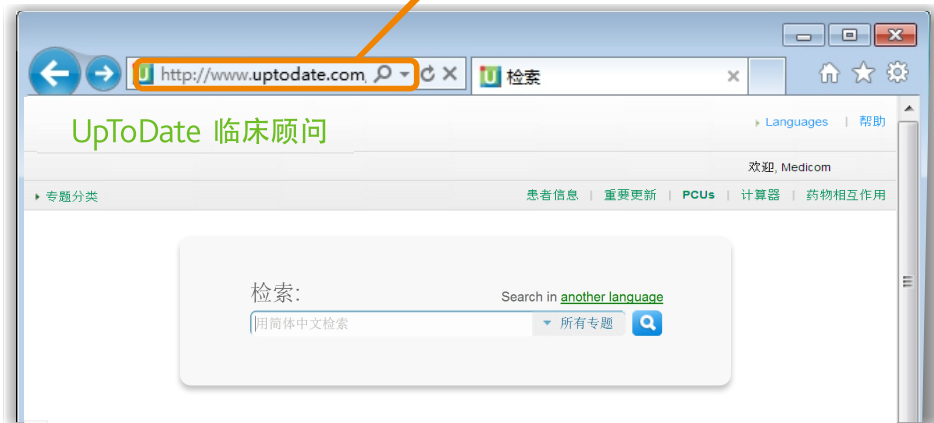 http://www.uptodate.com
检索
UpToDate 临床顾问
Languages | 帮助
欢迎, Medicom
专题分类
患者信息 | 重要更新 | PCUs | 计算器 | 药物相互作用
检索:
Search in another language
用简体中文检索
所有专题